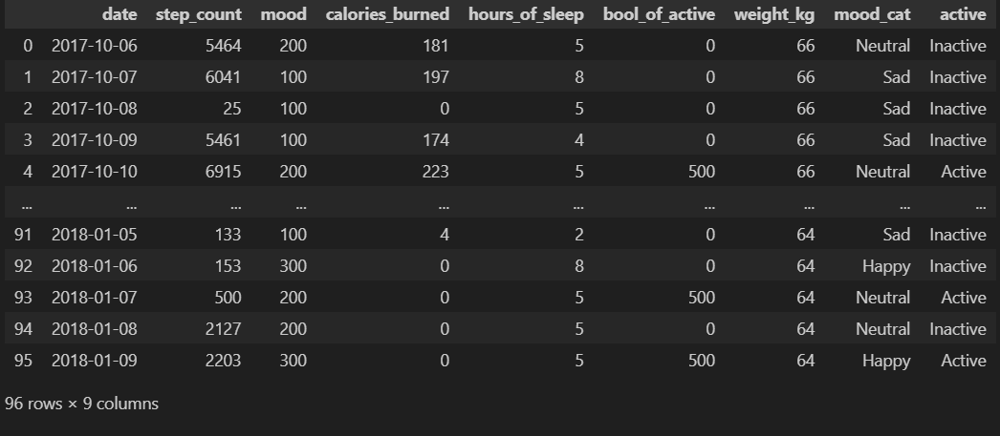 date step_count mood calories_burned hours_of_sleep bool_of_active weight_kg mood_cat active
0 2017-10-06 5464 200 181 5 0 66 Neutral Inactive
1 2017-10-07 6041 100 197 8 0 66 Sad Inactive
2 2017-10-08 25 100 0 5 0 66 Sad Inactive
3 2017-10-09 5461 100 174 4 0 66 Sad Inactive
4 2017-10-10 6915 200 223 5 500 66 Neutral Active
... ... ... ... ... ... ... ... ... ...
91 2018-01-05 133 100 4 2 0 64 Sad Inactive
92 2018-01-06 153 300 0 8 0 64 Happy Inactive
93 2018-01-07 500 200 0 5 500 64 Neutral Active
94 2018-01-08 2127 200 0 5 0 64 Neutral Inactive
95 2018-01-09 2203 300 0 5 500 64 Happy Active
96 rows × 9 columns